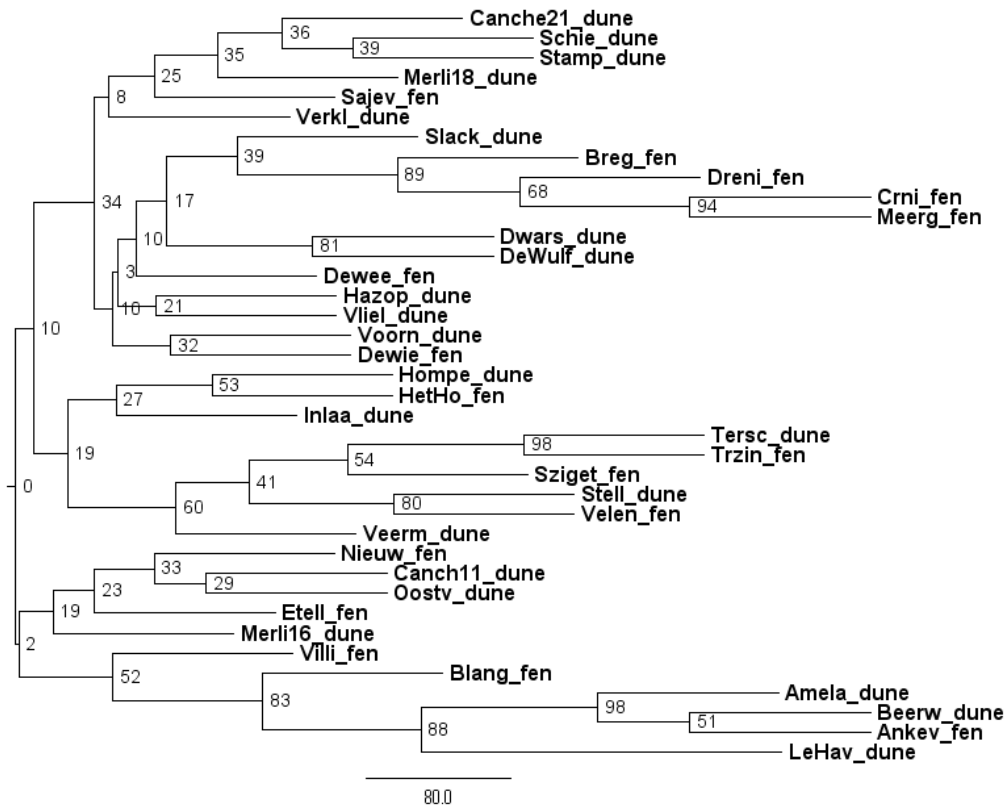 Canche21_dune
36
Schie_dune
39
Stamp_dune
35
25
Merli18_dune
8
Sajev_fen
Verkl_dune
Slack_dune
39
Breg_fen
89
Dreni_fen
68
Crni_fen
94
Meerg_fen
34
17
10
Dwars_dune
81
DeWulf_dune
3
Dewee_fen
Hazop_dune
10
21
Vliel_dune
10
Voorn_dune
32
Dewie_fen
Hompe_dune
53
27
HetHo_fen
Inlaa_dune
19
Tersc_dune
98
Trzin_fen
54
Sziget_fen
41
0
Stell_dune
80
60
Velen_fen
Veerm_dune
Nieuw_fen
33
Canch11_dune
29
23
Oostv_dune
19
Etell_fen
Merli16_dune
2
Villi_fen
52
Blang_fen
83
Amela_dune
98
Beerw_dune
51
88
Ankev_fen
LeHav_dune
80.0